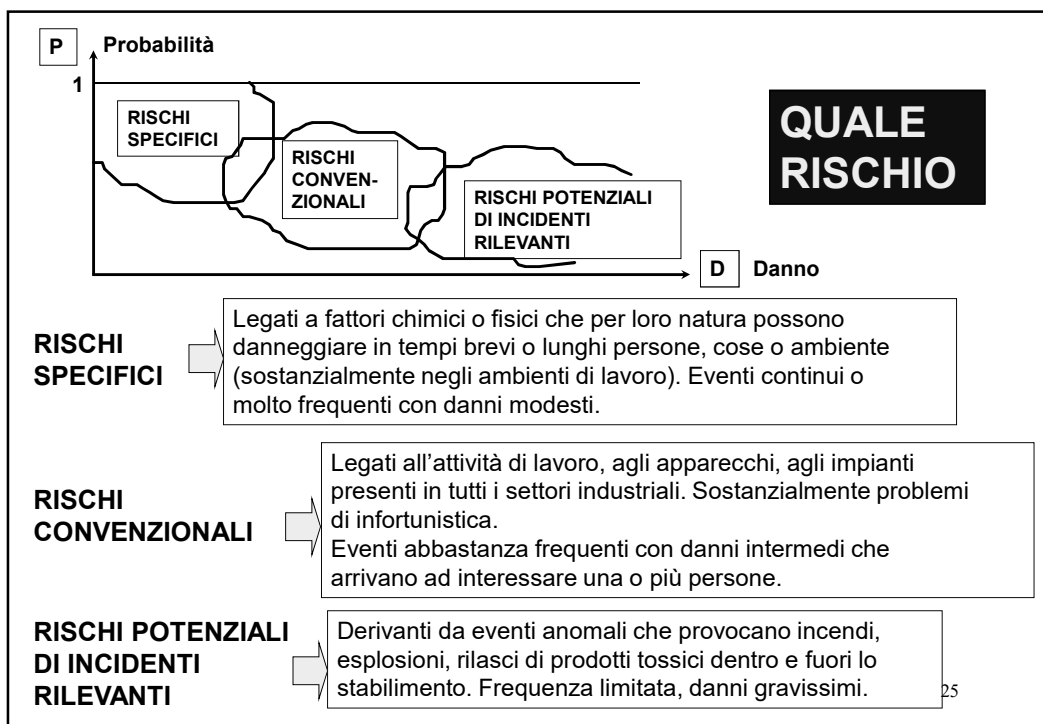 P Probabilità
1
RISCHI
SPECIFICI
RISCHI
CONVEN-
ZIONALI
RISCHI POTENZIALI
DI INCIDENTI
RILEVANTI
D Danno
QUALE
RISCHIO
RISCHI
SPECIFICI
Legati a fattori chimici o fisici che per loro natura possono
danneggiare in tempi brevi o lunghi persone, cose o ambiente
(sostanzialmente negli ambienti di lavoro). Eventi continui o
molto frequenti con danni modesti.
RISCHI
CONVENZIONALI
Legati all’attività di lavoro, agli apparecchi, agli impianti
presenti in tutti i settori industriali. Sostanzialmente problemi
di infortunistica.
Eventi abbastanza frequenti con danni intermedi che
arrivano ad interessare una o più persone.
RISCHI POTENZIALI
DI INCIDENTI
RILEVANTI
Derivanti da eventi anomali che provocano incendi,
esplosioni, rilasci di prodotti tossici dentro e fuori lo
stabilimento. Frequenza limitata, danni gravissimi.
25